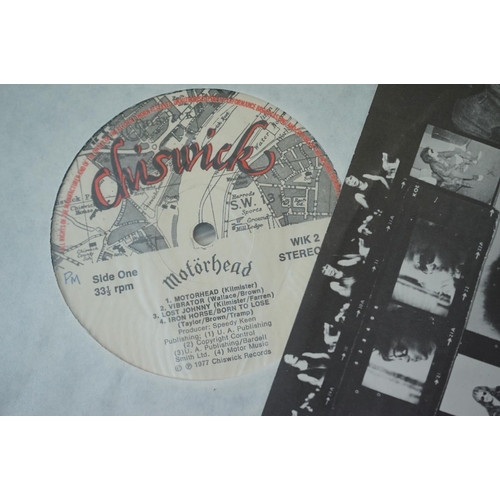 chiswick
S.W. 13
WIK 2
STEREO
PM
Side One
33⅓ rpm
motörhead
1. MOTORHEAD (Kilmister)
2. VIBRATOR (Wallace/Brown)
3. LOST JOHNNY (Kilmister/Farren)
4. IRON HORSE/BORN TO LOSE
(Taylor/Brown/Tramp)
Producer: Speedy Keen
Publishing: (1) U. A. Publishing
(2) Copyright Control
(3) U. A. Publishing/Bardell
Smith Ltd. (4) Motor Music
© ℗ 1977 Chiswick Records